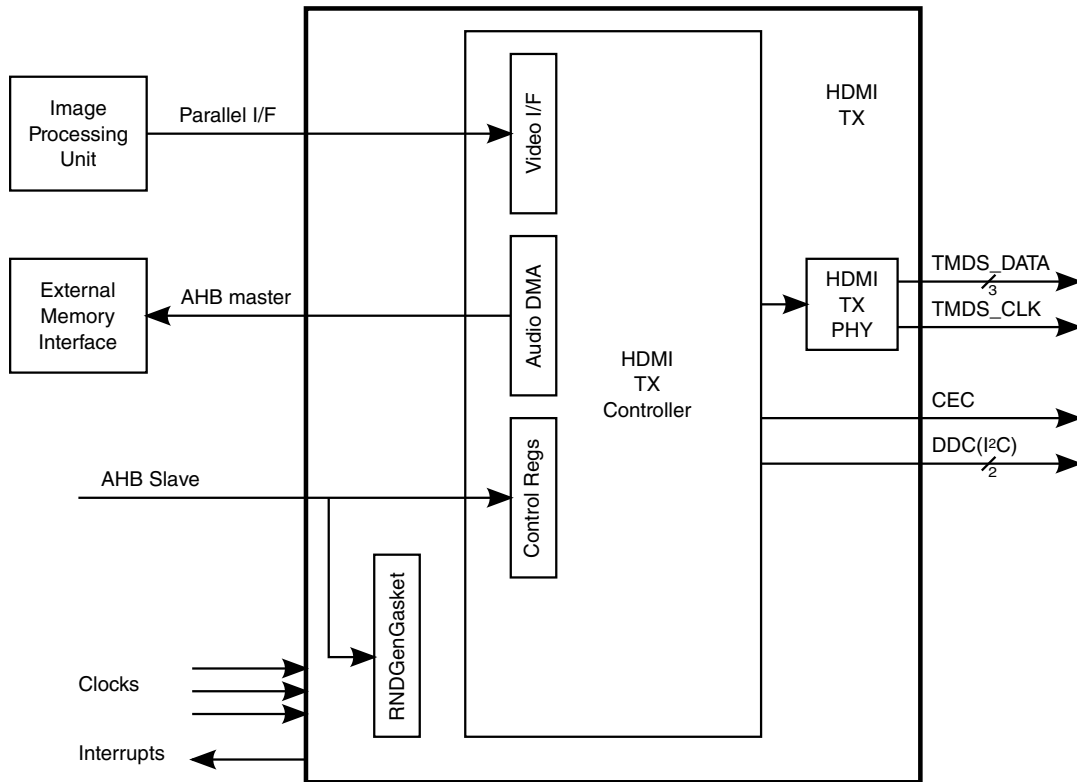 Image
Processing
Unit
Parallel I/F
Video I/F
HDMI
TX
External
Memory
Interface
AHB master
Audio DMA
HDMI
TX
Controller
HDMI
TX
PHY
TMDS_DATA
3
TMDS_CLK
CEC
DDC(I²C)
2
AHB Slave
Control Regs
RNDGenGasket
Clocks
Interrupts